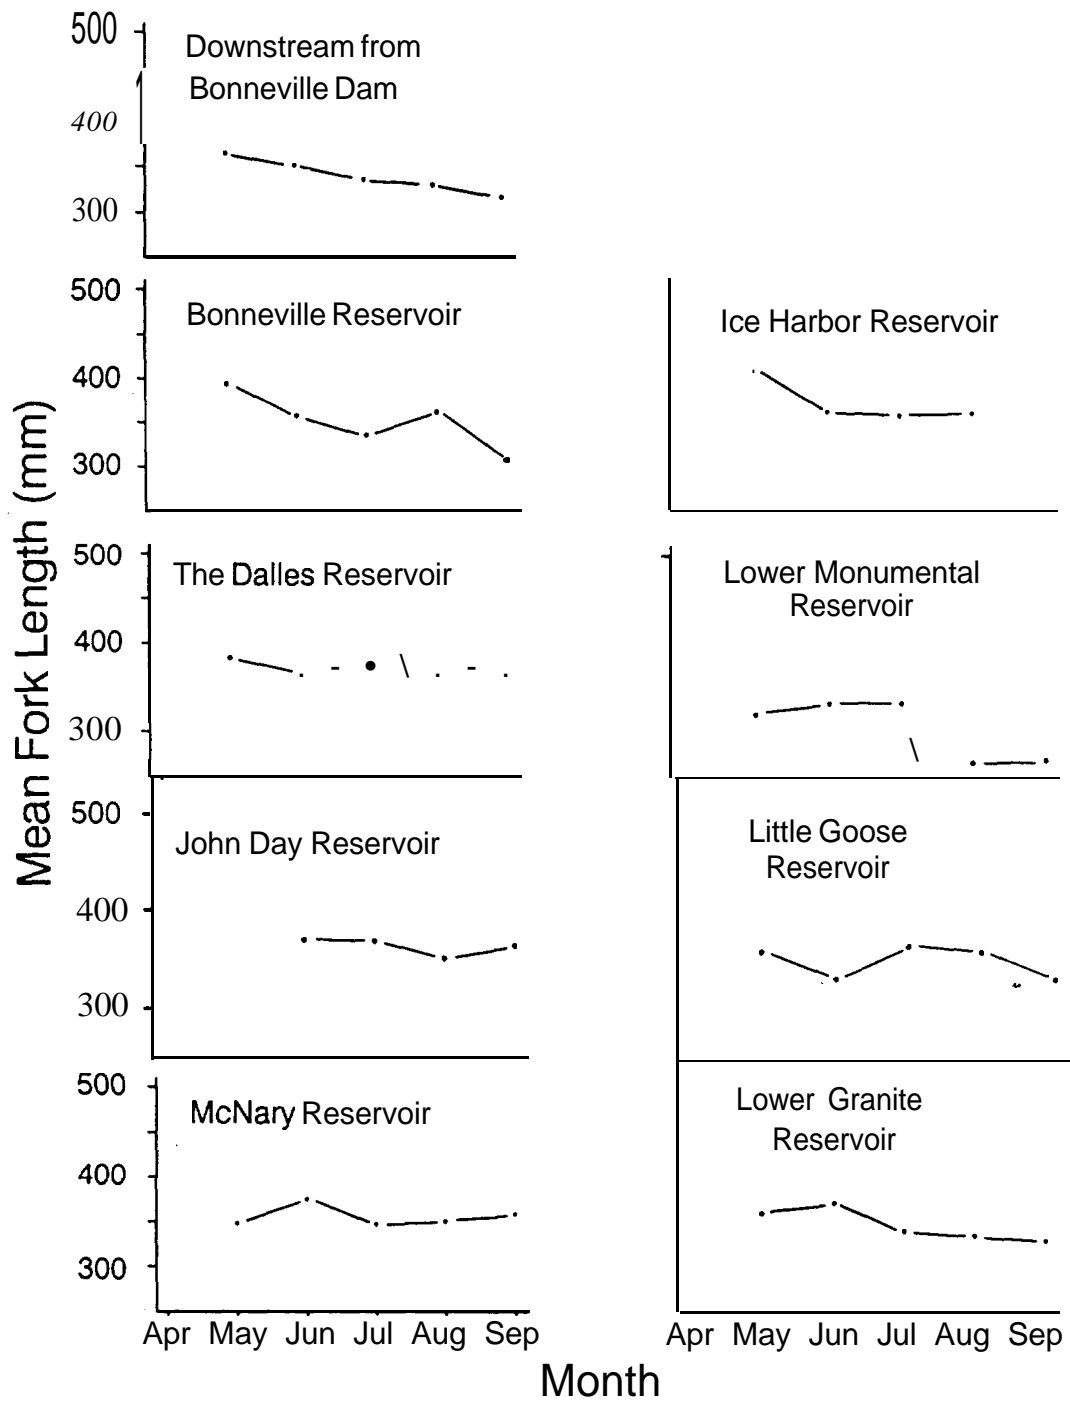 500
Downstream from
Bonneville Dam
400
300
500
Bonneville Reservoir
400
300
Ice Harbor Reservoir
Mean Fork Length (mm)
500
The Dalles Reservoir
400
300
Lower Monumental
Reservoir
500
John Day Reservoir
400
300
Little Goose
Reservoir
500
McNary Reservoir
400
300
Lower Granite
Reservoir
Apr May Jun Jul Aug Sep
Apr May Jun Jul Aug Sep
Month